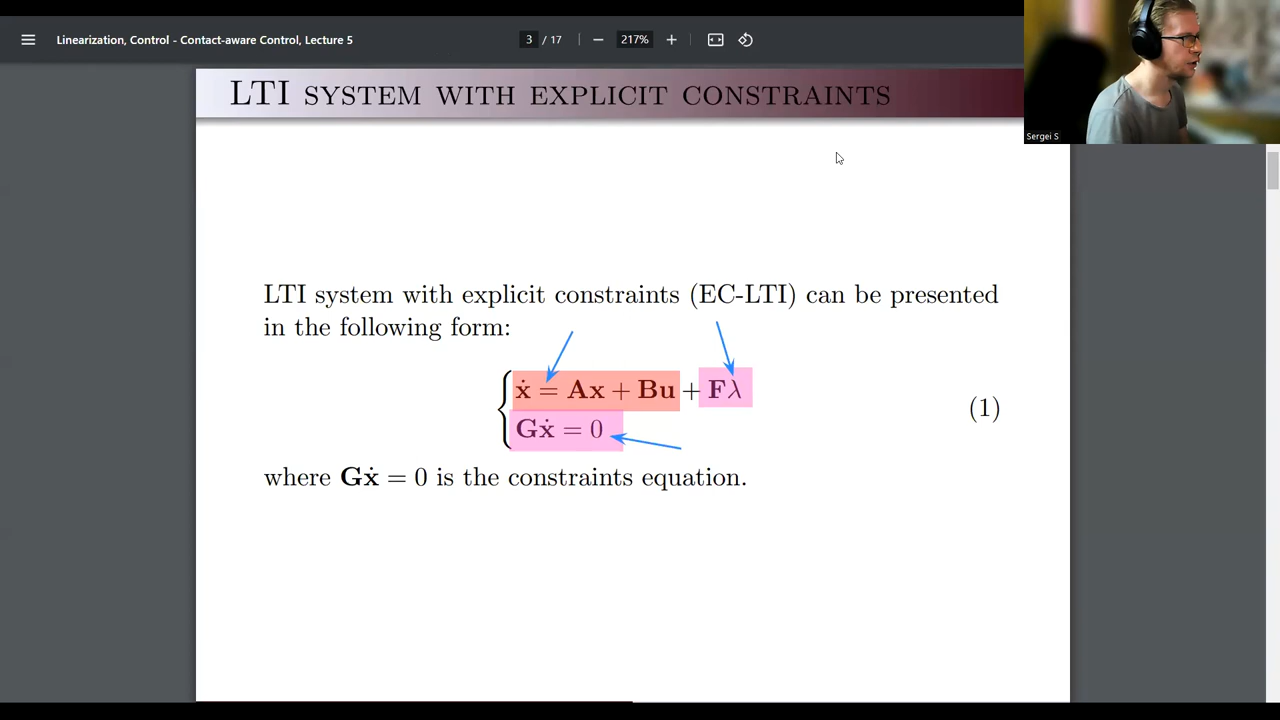 Linearization, Control - Contact-aware Control, Lecture 5
3 / 17
217%
Sergei S
LTI SYSTEM WITH EXPLICIT CONSTRAINTS
LTI system with explicit constraints (EC-LTI) can be presented
in the following form:
ẋ = Ax + Bu + Fλ
Gẋ = 0
(1)
where Gẋ = 0 is the constraints equation.